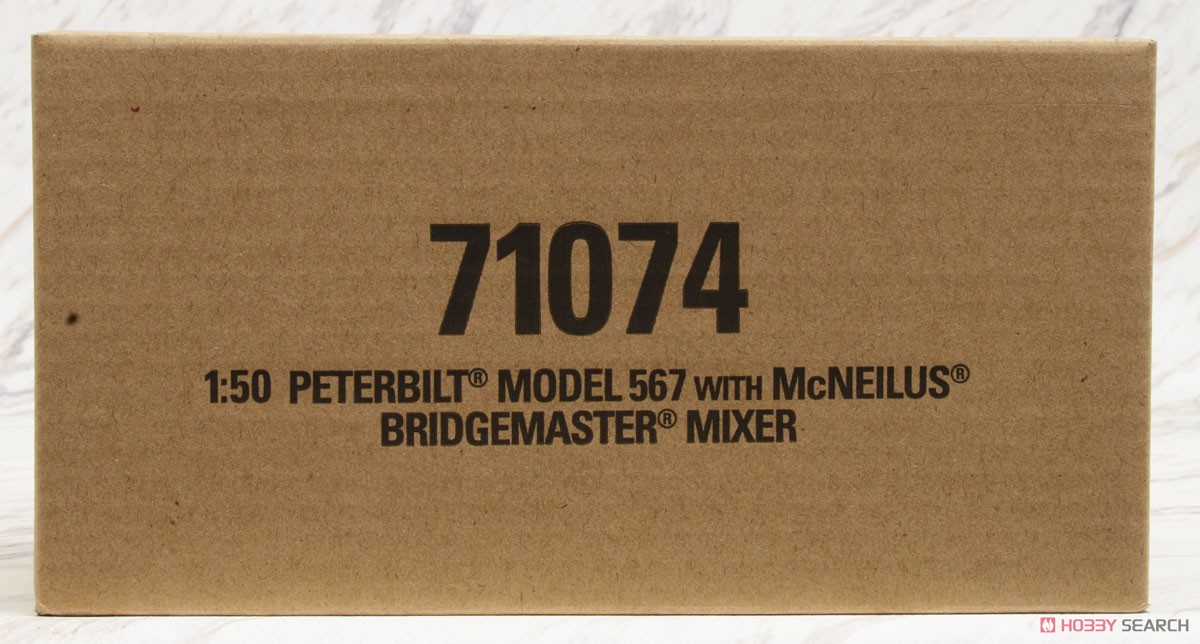 71074
1:50 PETERBILT® MODEL 567 WITH McNEILUS®
BRIDGEMASTER® MIXER
HOBBY SEARCH